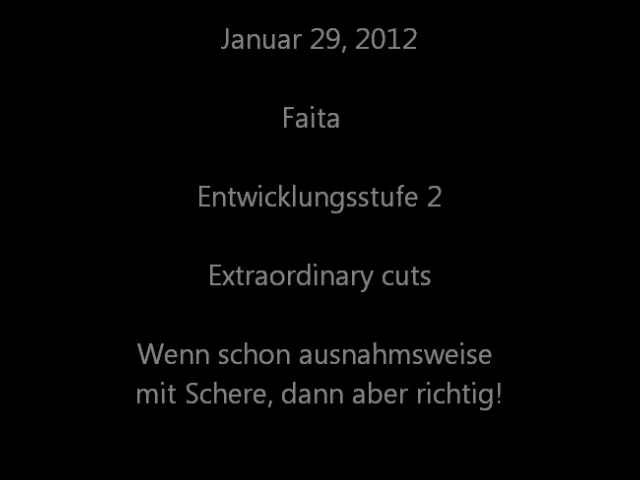 Januar 29, 2012
Faita
Entwicklungsstufe 2
Extraordinary cuts
Wenn schon ausnahmsweise
mit Schere, dann aber richtig!